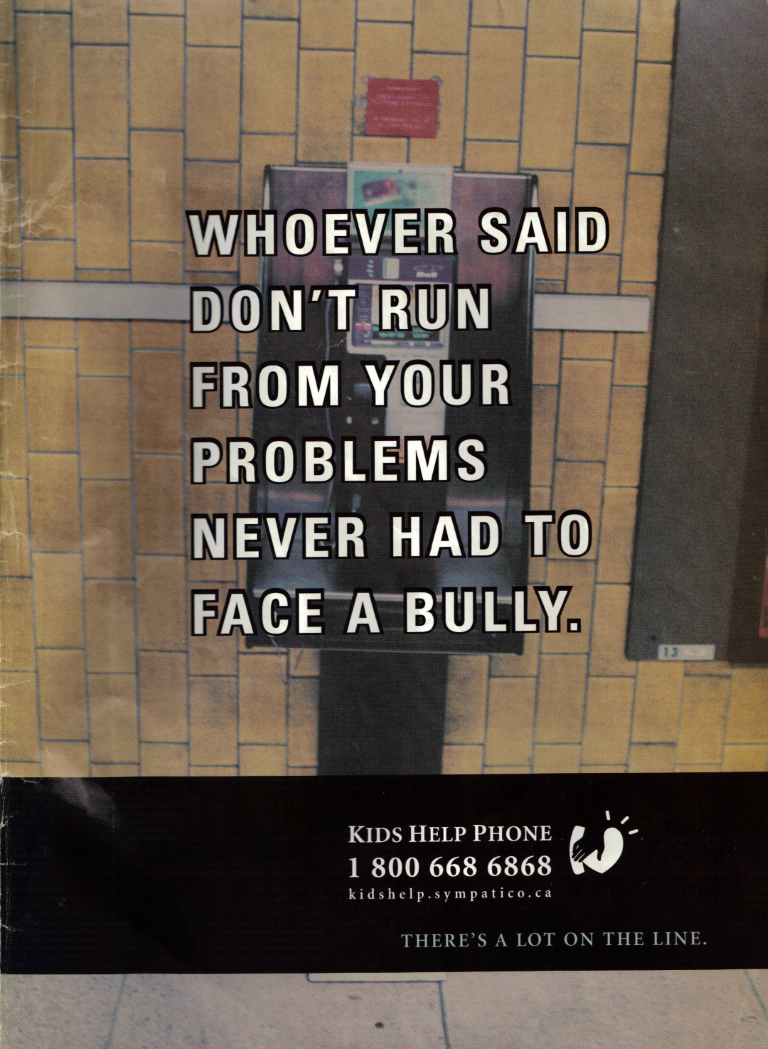 WHOEVER SAID
DON'T RUN
FROM YOUR
PROBLEMS
NEVER HAD TO
FACE A BULLY.
13
KIDS HELP PHONE
1 800 668 6868
kidshelp.sympatico.ca
THERE'S A LOT ON THE LINE.